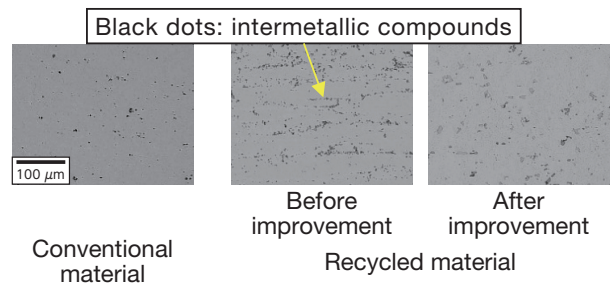 Black dots: intermetallic compounds
100 μm
Before
improvement
After
improvement
Conventional
material
Recycled material